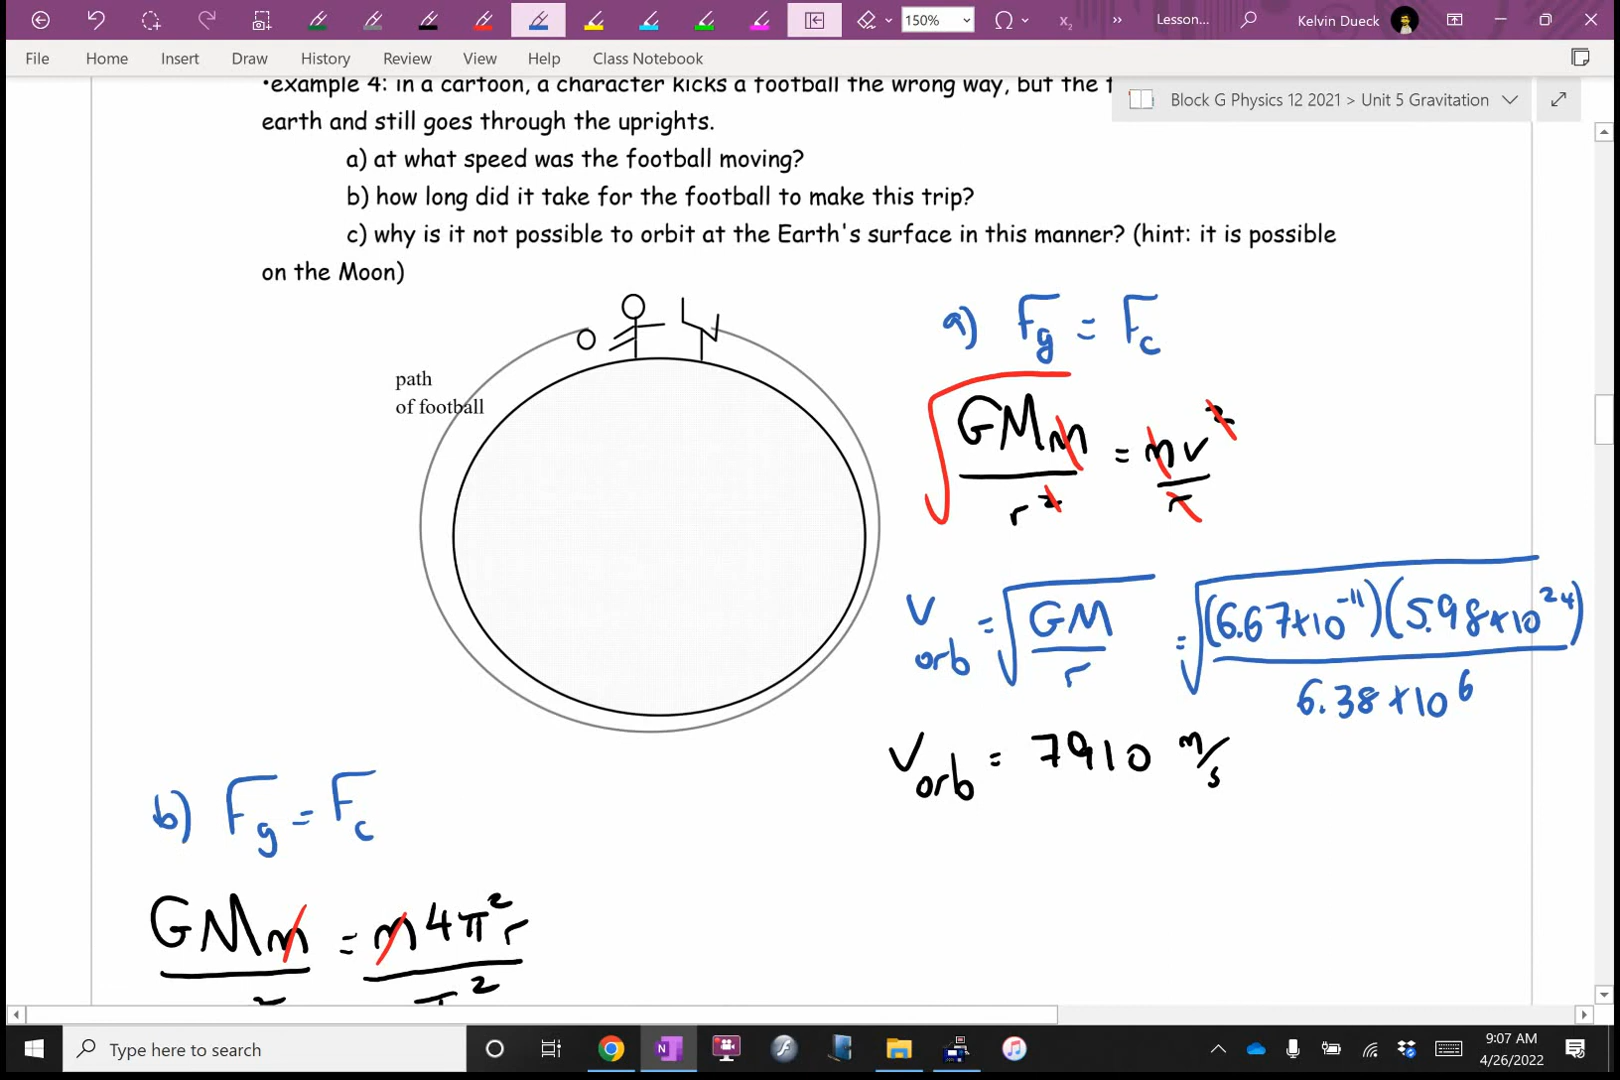 150%
Lesson...
Kelvin Dueck
File Home Insert Draw History Review View Help Class Notebook
Block G Physics 12 2021 > Unit 5 Gravitation
•example 4: in a cartoon, a character kicks a football the wrong way, but the f
earth and still goes through the uprights.
a) at what speed was the football moving?
b) how long did it take for the football to make this trip?
c) why is it not possible to orbit at the Earth's surface in this manner? (hint: it is possible
on the Moon)
path
of football
a) Fg = Fc
√ GMm / r² = mv² / r
v orb = √ GM / r = √ (6.67×10⁻¹¹)(5.98×10²⁴) / 6.38×10⁶
v orb = 7910 m/s
b) Fg = Fc
GMm = m4π²r
² T²
Type here to search
9:07 AM
4/26/2022